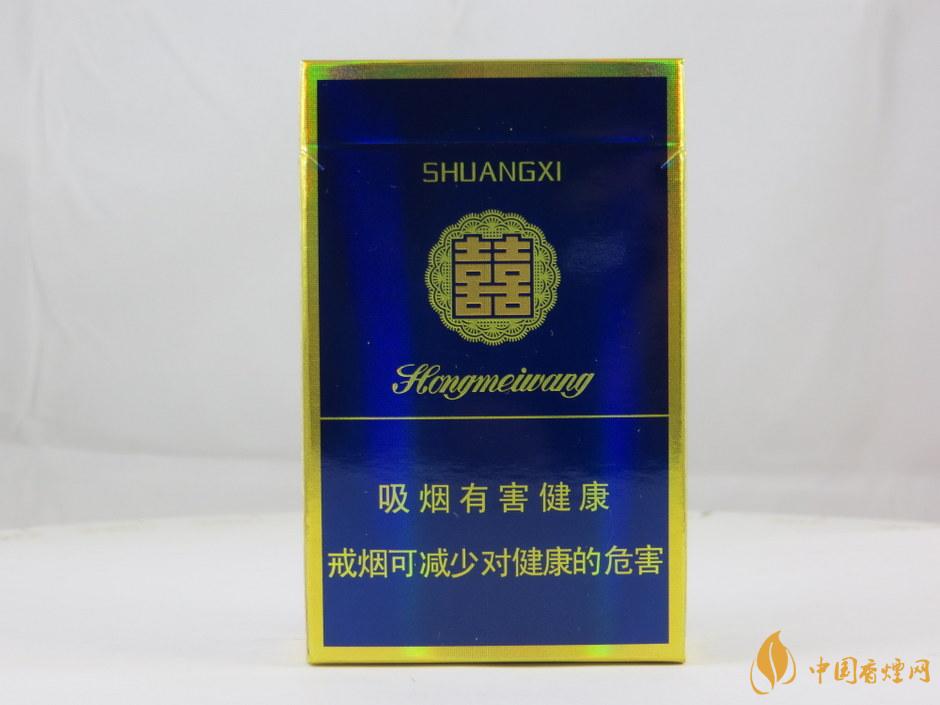 SHUANGXI
囍
Hongmeiwang
吸烟有害健康
戒烟可减少对健康的危害
中国香煙网